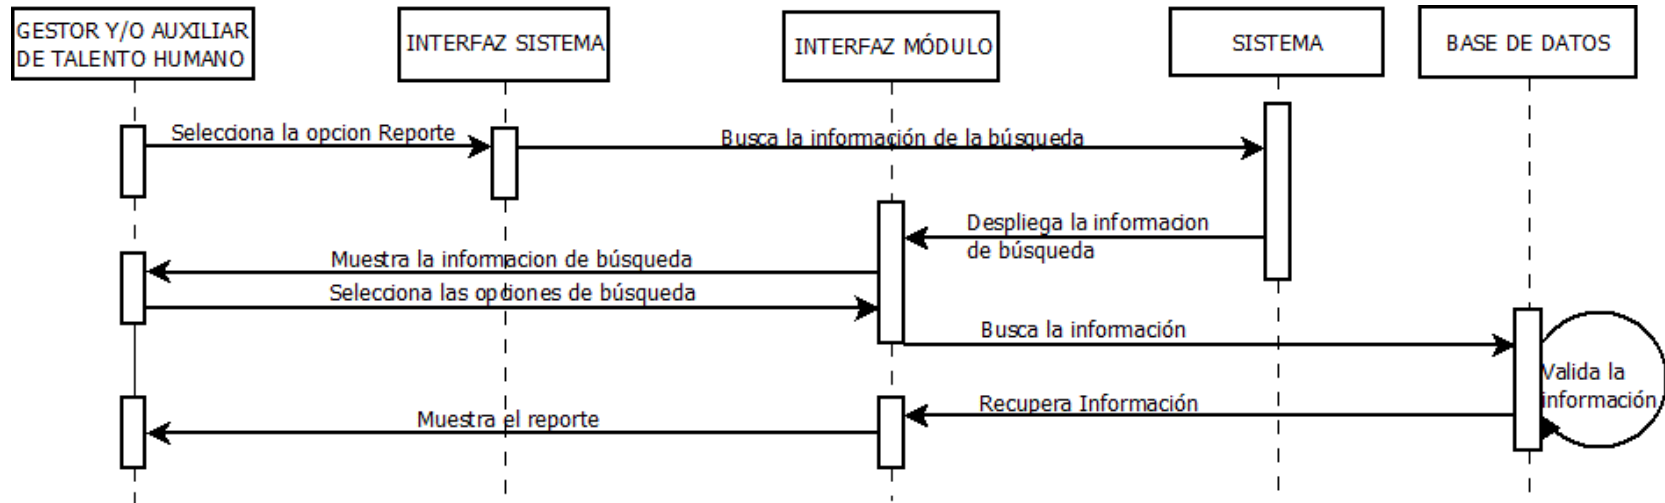 GESTOR Y/O AUXILIAR
DE TALENTO HUMANO
INTERFAZ SISTEMA
INTERFAZ MÓDULO
SISTEMA
BASE DE DATOS
Selecciona la opcion Reporte
Busca la información de la búsqueda
Despliega la informacion
de búsqueda
Muestra la informacion de búsqueda
Selecciona las opciones de búsqueda
Busca la información
Valida la
información
Recupera Información
Muestra el reporte